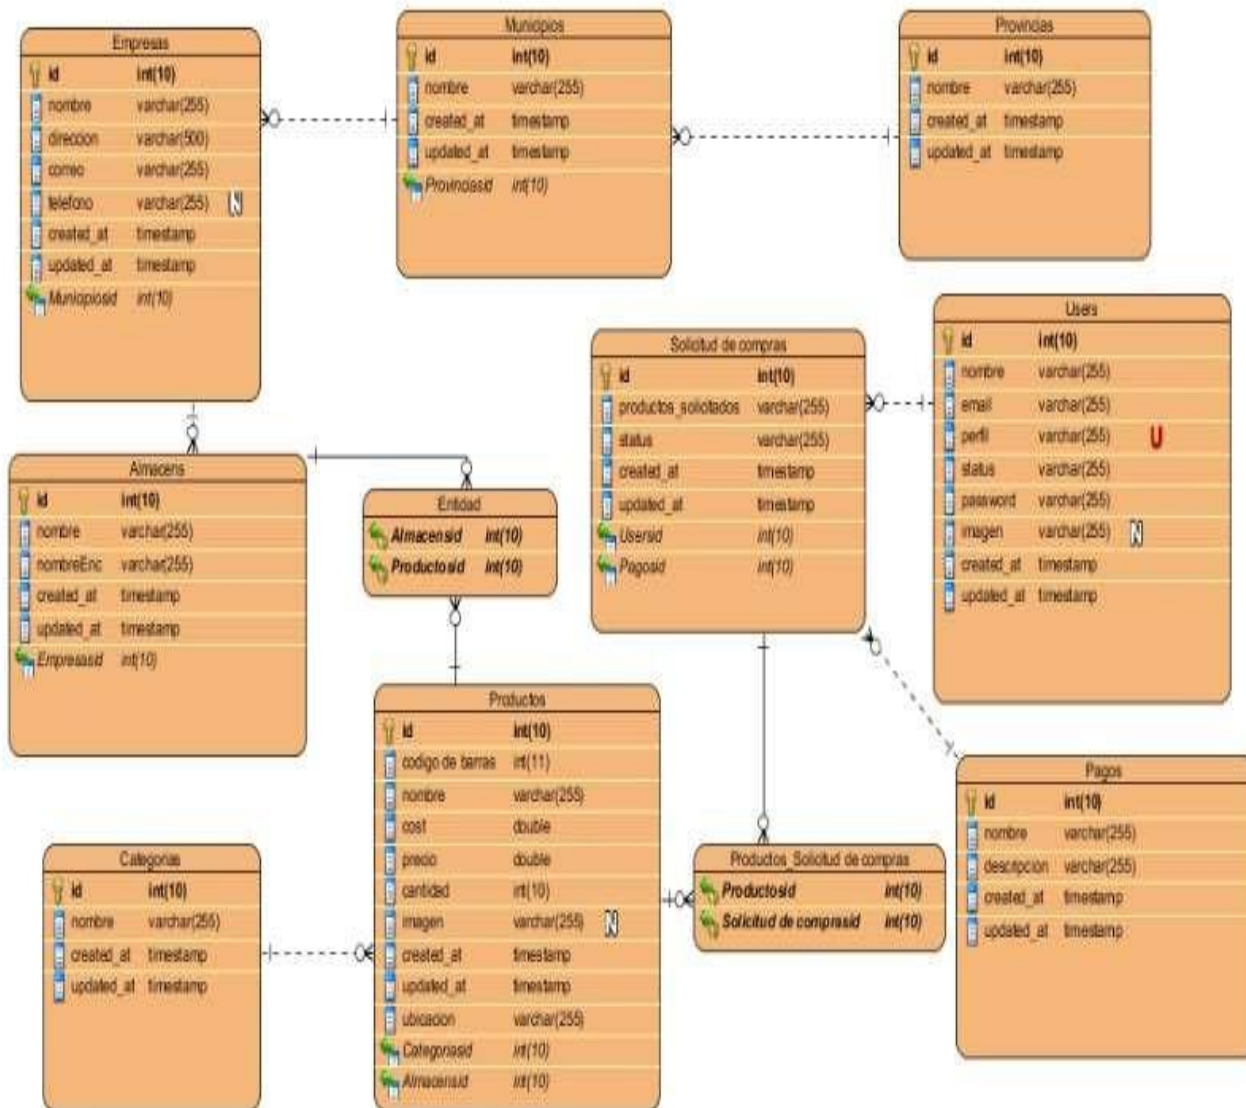 Empresas
id int(10)
nombre varchar(255)
direccion varchar(500)
correo varchar(255)
telefono varchar(255) N
created_at timestamp
updated_at timestamp
Municipiosid int(10)
Municipios
id int(10)
nombre varchar(255)
created_at timestamp
updated_at timestamp
Provinciasid int(10)
Provincias
id int(10)
nombre varchar(255)
created_at timestamp
updated_at timestamp
Solicitud de compras
id int(10)
productos_solicitados varchar(255)
status varchar(255)
created_at timestamp
updated_at timestamp
Usersid int(10)
Pagosid int(10)
Users
id int(10)
nombre varchar(255)
email varchar(255)
perfil varchar(255) U
status varchar(255)
password varchar(255)
imagen varchar(255) N
created_at timestamp
updated_at timestamp
Almacens
id int(10)
nombre varchar(255)
nombreEnc varchar(255)
created_at timestamp
updated_at timestamp
Empresasid int(10)
Entidad
Almacensid int(10)
Productosid int(10)
Productos
id int(10)
codigo de barras int(11)
nombre varchar(255)
cost double
precio double
cantidad int(10)
imagen varchar(255) N
created_at timestamp
updated_at timestamp
ubicacion varchar(255)
Categoriasid int(10)
Almacensid int(10)
Categorias
id int(10)
nombre varchar(255)
created_at timestamp
updated_at timestamp
Productos_Solicitud de compras
Productosid int(10)
Solicitud de comprasid int(10)
Pagos
id int(10)
nombre varchar(255)
descripcion varchar(255)
created_at timestamp
updated_at timestamp